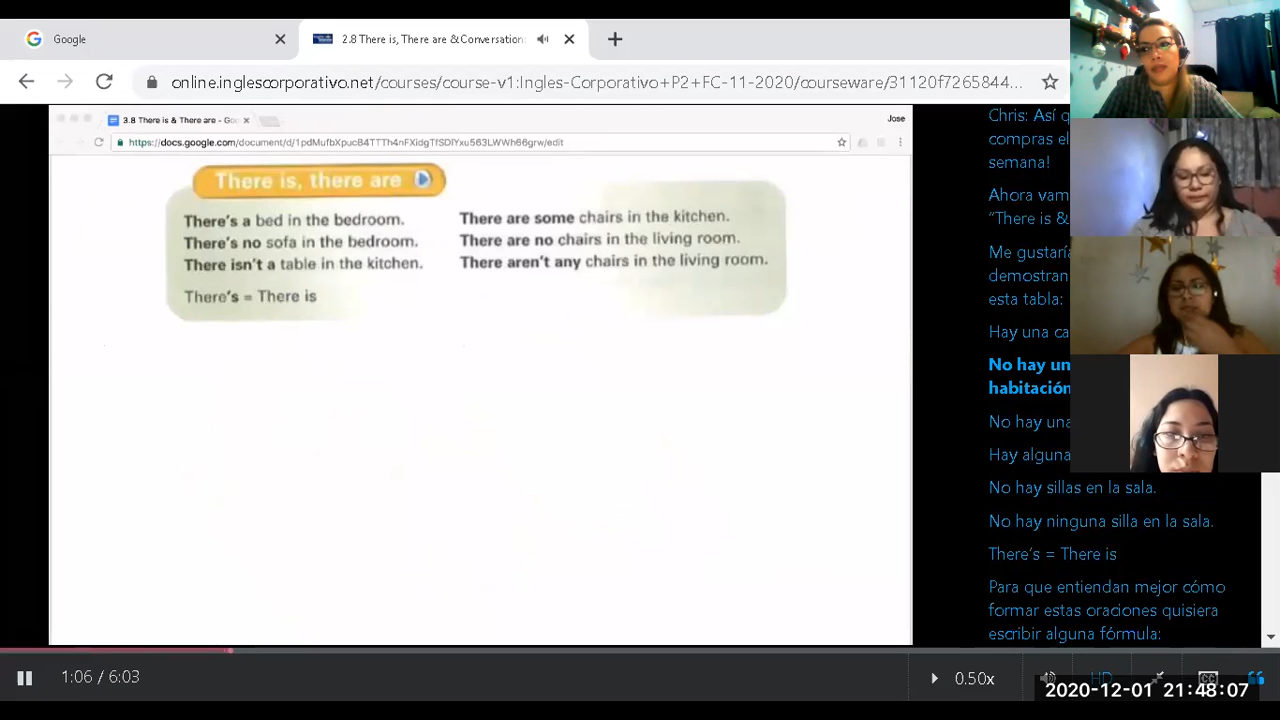 Google
2.8 There is, There are & Conversation:
online.inglescorporativo.net/courses/course-v1:Ingles-Corporativo+P2+FC-11-2020/courseware/31120f7265844...
3.8 There is & There are - Goo
Jose
https://docs.google.com/document/d/1pdMufbXpucB4TTTh4nFXidgTfSDlYxu563LWWh66grw/edit
There is, there are
There's a bed in the bedroom.
There's no sofa in the bedroom.
There isn't a table in the kitchen.
There's = There is
There are some chairs in the kitchen.
There are no chairs in the living room.
There aren't any chairs in the living room.
Chris: Así q
compras el
semana!
Ahora vam
"There is &
Me gustaría
demostran
esta tabla:
Hay una ca
No hay un
habitación
No hay una
Hay alguna
No hay sillas en la sala.
No hay ninguna silla en la sala.
There's = There is
Para que entiendan mejor cómo
formar estas oraciones quisiera
escribir alguna fórmula:
1:06 / 6:03
0.50x
HD
CC
2020-12-01 21:48:07